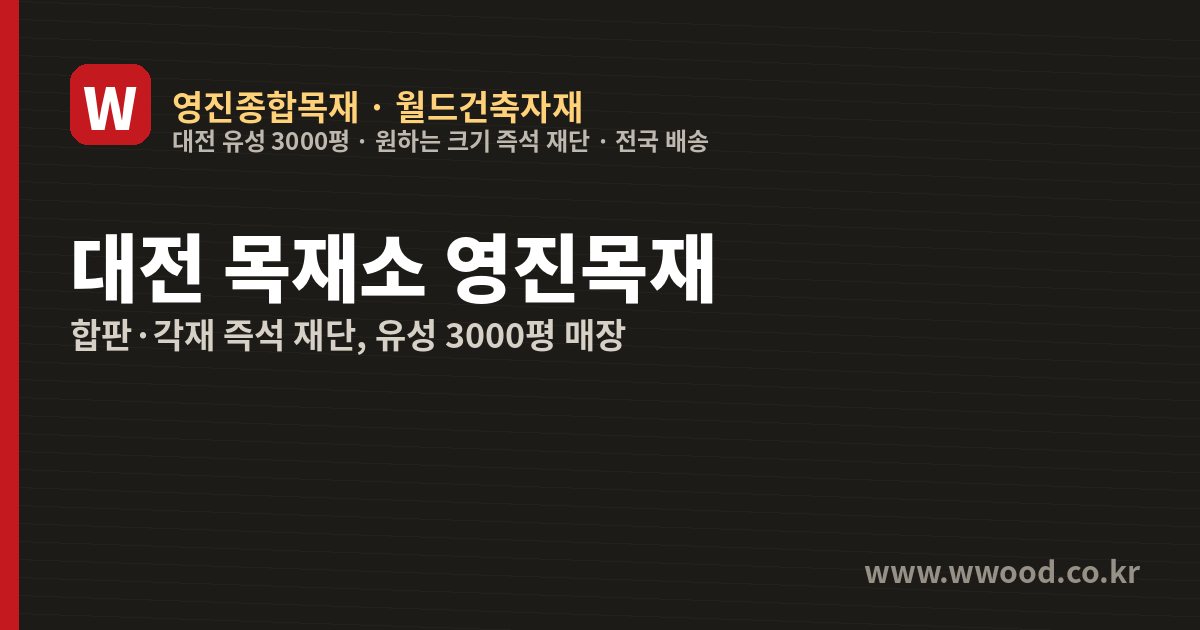 W
영진종합목재 · 월드건축자재
대전 유성 3000평 · 원하는 크기 즉석 재단 · 전국 배송
대전 목재소 영진목재
합판·각재 즉석 재단, 유성 3000평 매장
www.wwood.co.kr